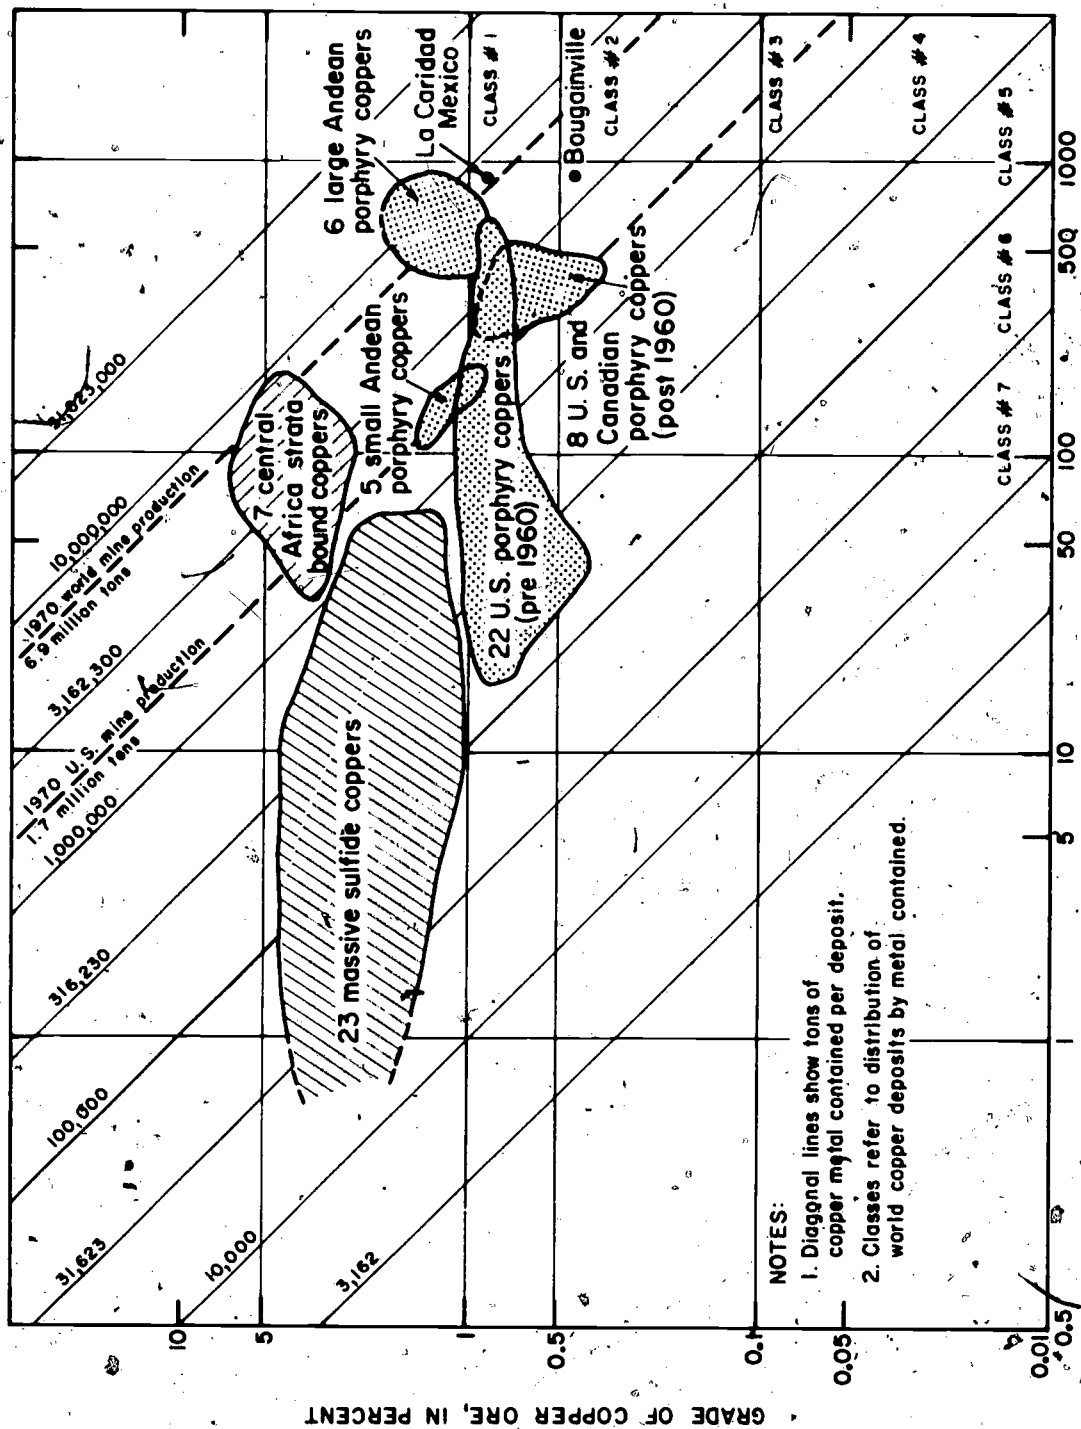 GRADE OF COPPER ORE, IN PERCENT
10
5
1
0.5
0.1
0.05
0.01
0.5
1
5
10
50
100
500
1000
3,162
10,000
31,623
100,000
316,230
1,000,000
1970 U.S. mine production
1.7 million tons
3,162,300
1970 world mine production
6.9 million tons
10,000,000
31,623,000
23 massive sulfide coppers
7 central
Africa strata
bound coppers
5 small Andean
porphyry coppers
6 large Andean
porphyry coppers
La Caridad
Mexico
22 U.S. porphyry coppers
(pre 1960)
8 U.S. and
Canadian
porphyry coppers
(post 1960)
Bougainville
CLASS #1
CLASS #2
CLASS #3
CLASS #4
CLASS #5
CLASS #6
CLASS #7
NOTES:
1. Diagonal lines show tons of
copper metal contained per deposit.
2. Classes refer to distribution of
world copper deposits by metal contained.